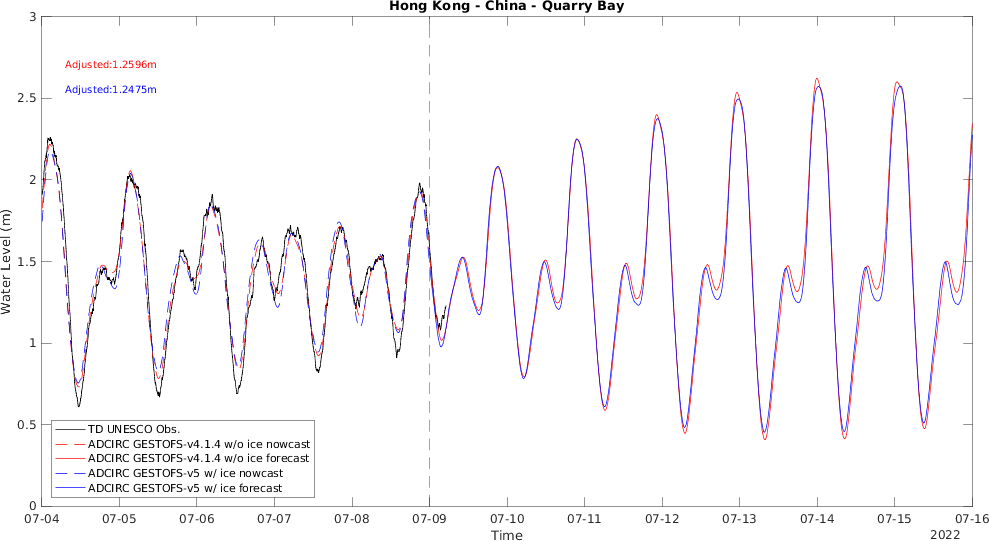 Hong Kong - China - Quarry Bay
3
2.5
2
1.5
1
0.5
0
Water Level (m)
Adjusted:1.2596m
Adjusted:1.2475m
TD UNESCO Obs.
ADCIRC GESTOFS-v4.1.4 w/o ice nowcast
ADCIRC GESTOFS-v4.1.4 w/o ice forecast
ADCIRC GESTOFS-v5 w/ ice nowcast
ADCIRC GESTOFS-v5 w/ ice forecast
07-04 07-05 07-06 07-07 07-08 07-09 07-10 07-11 07-12 07-13 07-14 07-15 07-16
Time
2022